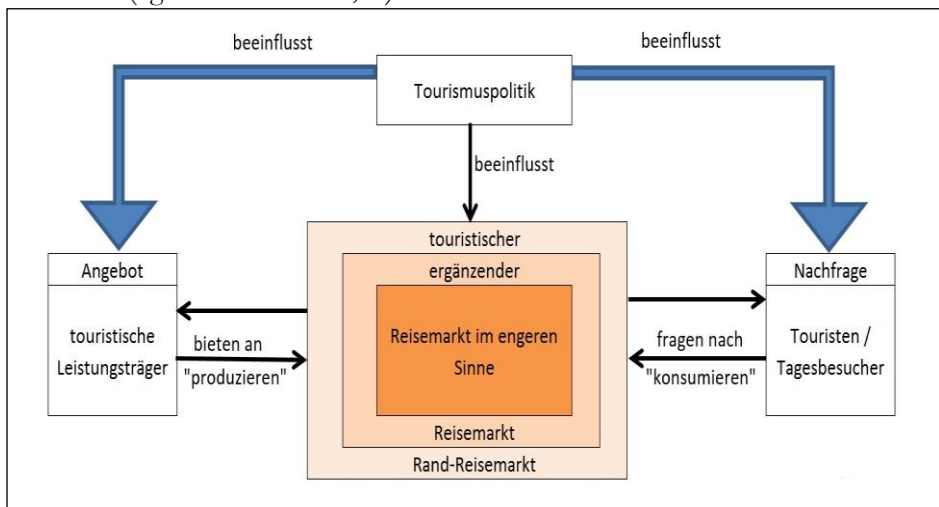 beeinflusst
beeinflusst
Tourismuspolitik
beeinflusst
touristischer
ergänzender
Reisemarkt im engeren
Sinne
Reisemarkt
Rand-Reisemarkt
Angebot
touristische
Leistungsträger
bieten an
"produzieren"
Nachfrage
Touristen /
Tagesbesucher
fragen nach
"konsumieren"